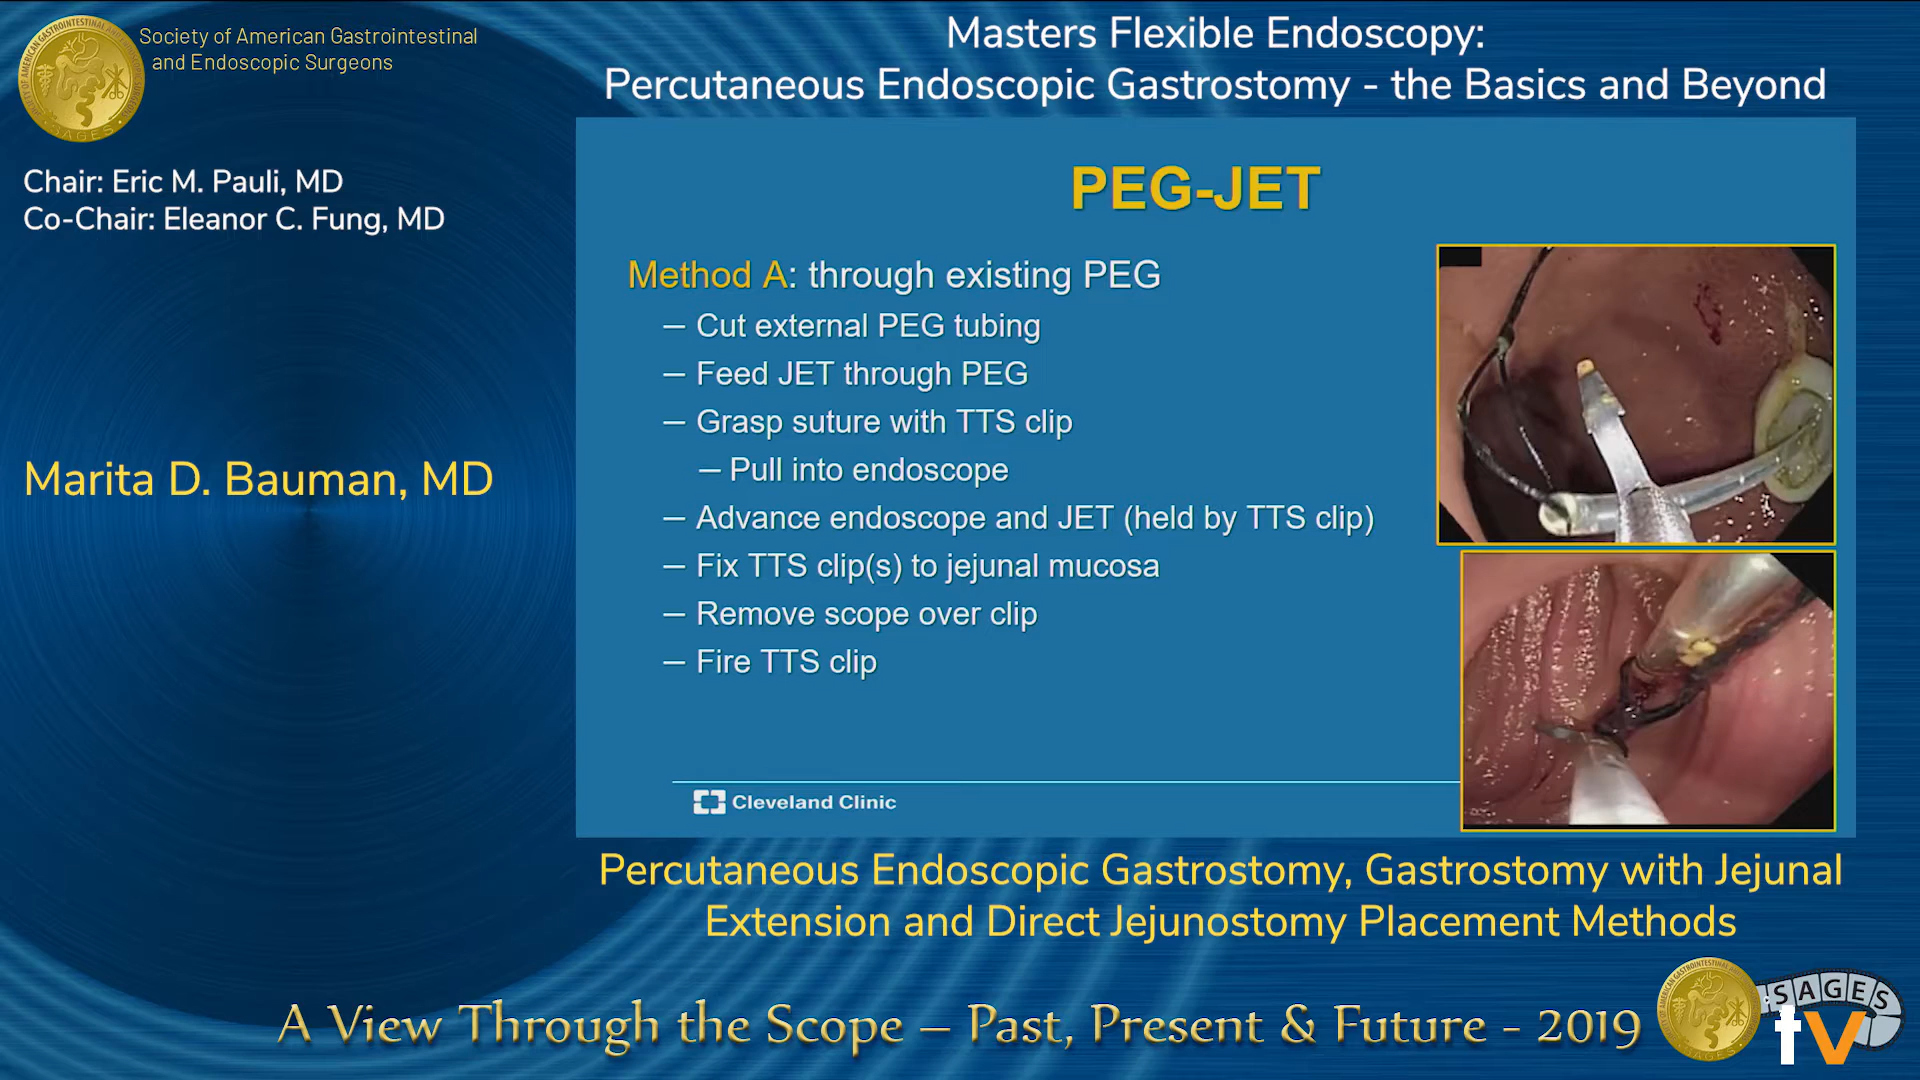 Society of American Gastrointestinal
and Endoscopic Surgeons
Masters Flexible Endoscopy:
Percutaneous Endoscopic Gastrostomy - the Basics and Beyond
Chair: Eric M. Pauli, MD
Co-Chair: Eleanor C. Fung, MD
Marita D. Bauman, MD
PEG-JET
Method A: through existing PEG
– Cut external PEG tubing
– Feed JET through PEG
– Grasp suture with TTS clip
– Pull into endoscope
– Advance endoscope and JET (held by TTS clip)
– Fix TTS clip(s) to jejunal mucosa
– Remove scope over clip
– Fire TTS clip
Cleveland Clinic
Percutaneous Endoscopic Gastrostomy, Gastrostomy with Jejunal
Extension and Direct Jejunostomy Placement Methods
A View Through the Scope – Past, Present & Future - 2019
SAGES
tv